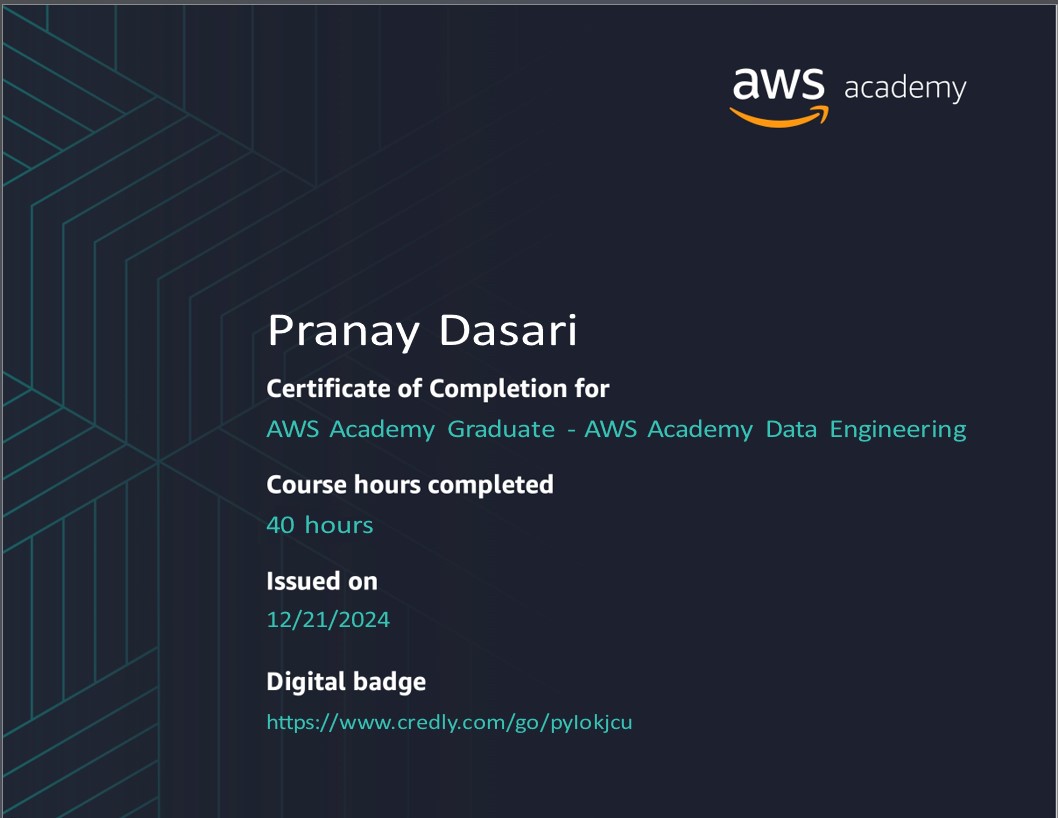 aws academy
Pranay Dasari
Certificate of Completion for
AWS Academy Graduate - AWS Academy Data Engineering
Course hours completed
40 hours
Issued on
12/21/2024
Digital badge
https://www.credly.com/go/pyIokjcu